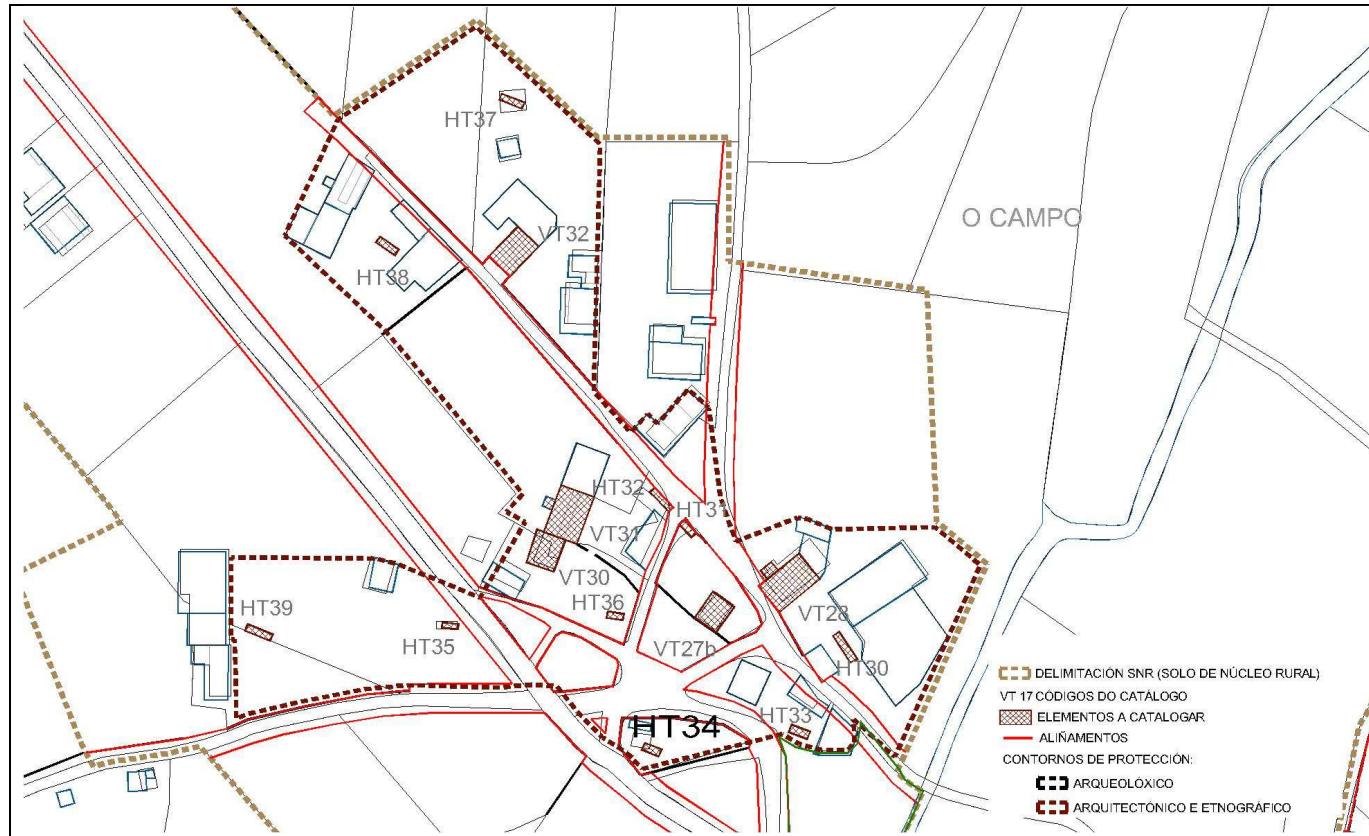 HT37
O CAMPO
VT32
HT38
HT32
HT31
VT31
VT30
HT36
HT39
HT35
VT28
VT27b
HT30
HT33
HT34
DELIMITACIÓN SNR (SOLO DE NÚCLEO RURAL)
VT 17 CÓDIGOS DO CATÁLOGO
ELEMENTOS A CATALOGAR
ALIÑAMENTOS
CONTORNOS DE PROTECCIÓN:
ARQUEOLÓXICO
ARQUITECTÓNICO E ETNOGRÁFICO